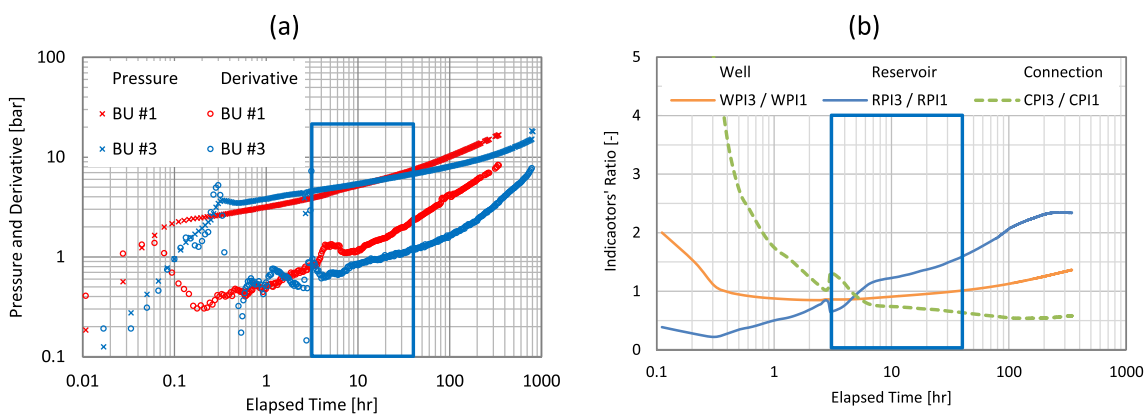 (a)
Pressure and Derivative [bar]
100
10
1
0.1
Pressure Derivative
BU #1 BU #1
BU #3 BU #3
0.01 0.1 1 10 100 1000
Elapsed Time [hr]
(b)
Indicaotors' Ratio [-]
5
4
3
2
1
0
Well Reservoir Connection
WPI3 / WPI1 RPI3 / RPI1 CPI3 / CPI1
0.1 1 10 100 1000
Elapsed Time [hr]